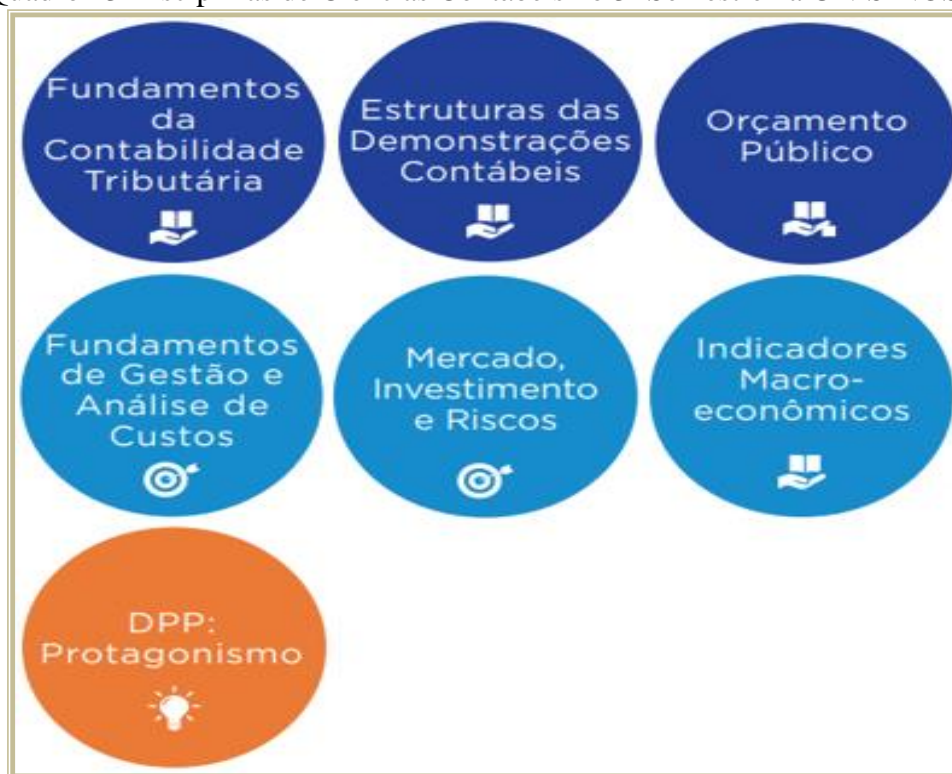 Fundamentos
da
Contabilidade
Tributária
Estruturas das
Demonstrações
Contábeis
Orçamento
Público
Fundamentos
de Gestão e
Análise de
Custos
Mercado,
Investimento
e Riscos
Indicadores
Macro-
econômicos
DPP:
Protagonismo